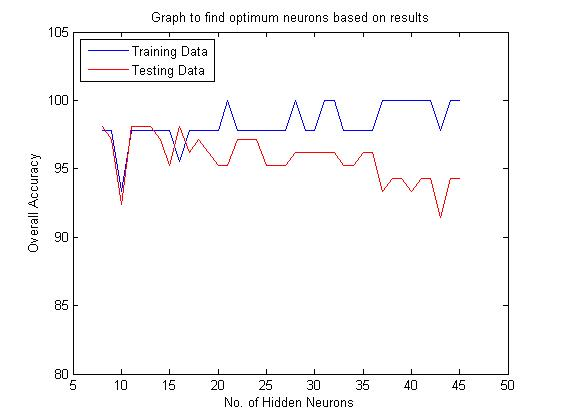 Graph to find optimum neurons based on results
105
Training Data
Testing Data
100
95
90
85
80
Overall Accuracy
5 10 15 20 25 30 35 40 45 50
No. of Hidden Neurons